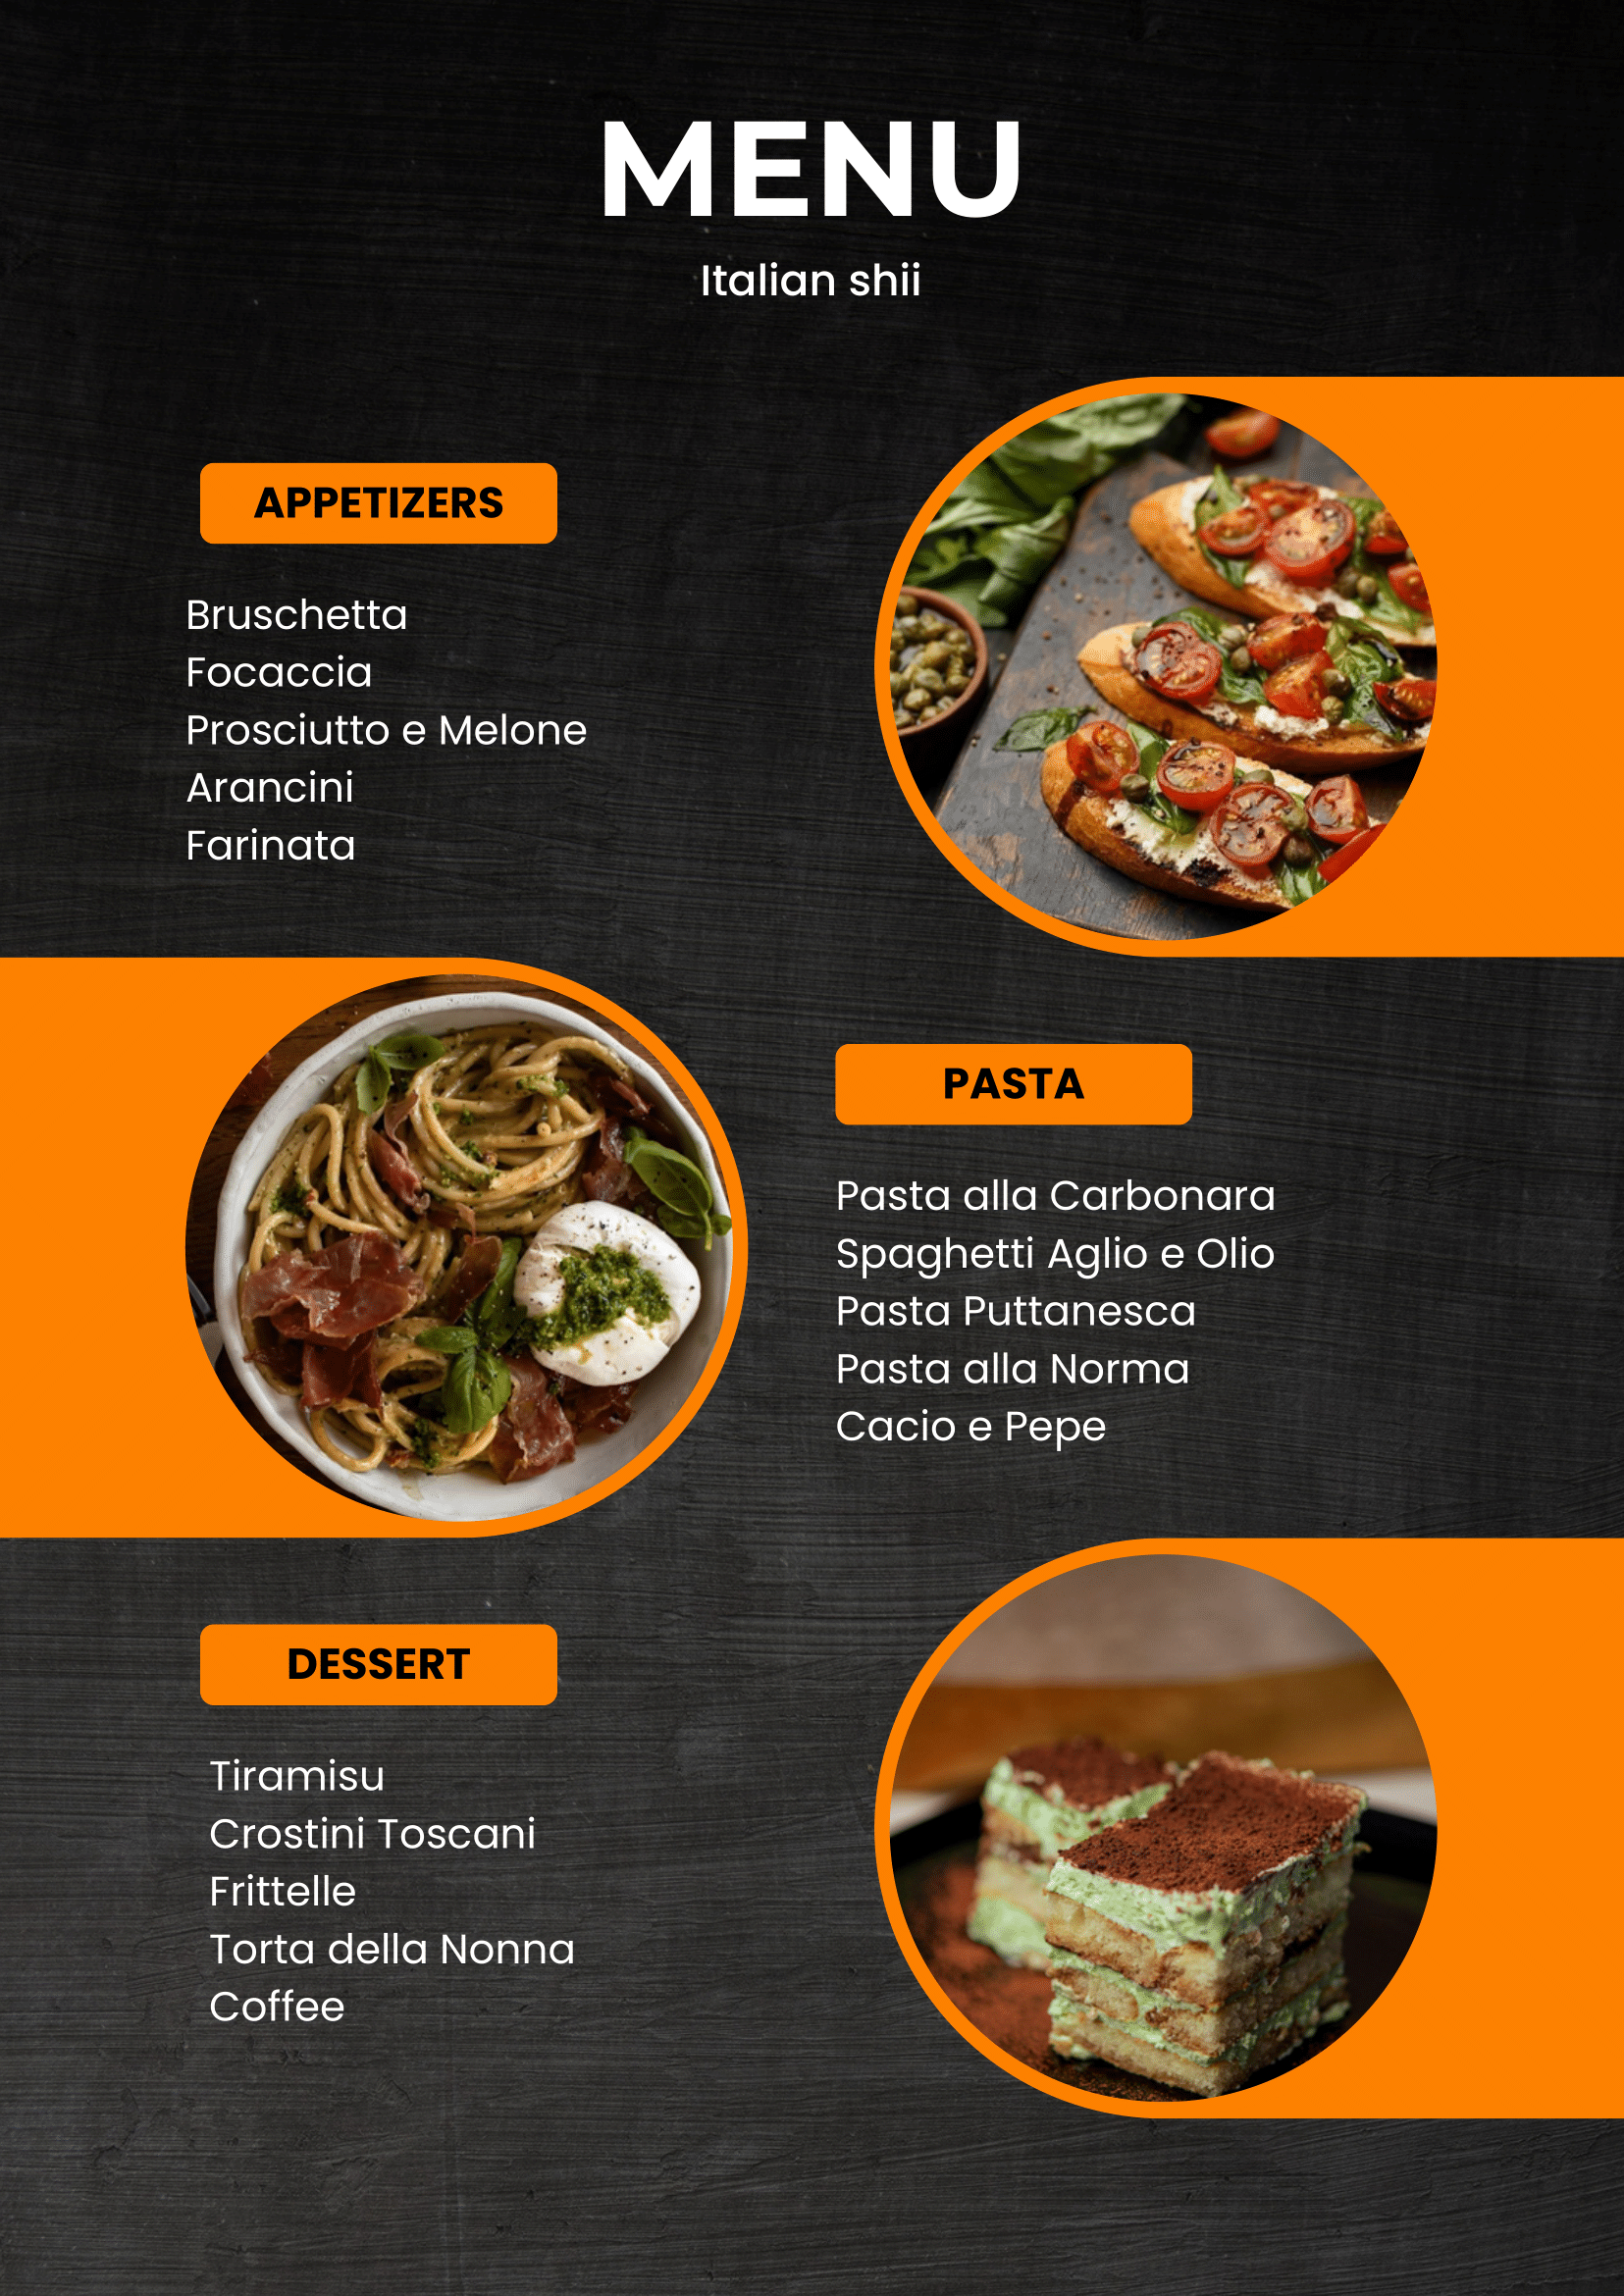 MENU
Italian shii
APPETIZERS
Bruschetta
Focaccia
Prosciutto e Melone
Arancini
Farinata
PASTA
Pasta alla Carbonara
Spaghetti Aglio e Olio
Pasta Puttanesca
Pasta alla Norma
Cacio e Pepe
DESSERT
Tiramisu
Crostini Toscani
Frittelle
Torta della Nonna
Coffee